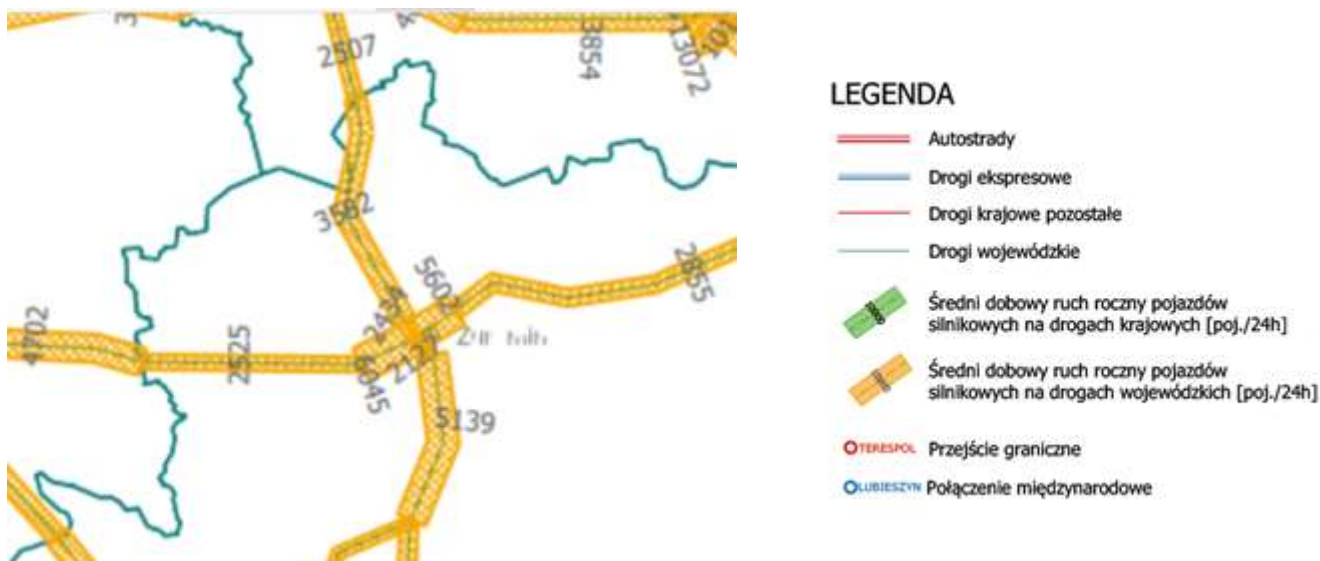 2507
3854
13072
3582
2855
5602
2434
4702
2525
2127
6045
5139
LEGENDA
Autostrady
Drogi ekspresowe
Drogi krajowe pozostałe
Drogi wojewódzkie
Średni dobowy ruch roczny pojazdów
silnikowych na drogach krajowych [poj./24h]
Średni dobowy ruch roczny pojazdów
silnikowych na drogach wojewódzkich [poj./24h]
TERESPOL Przejście graniczne
LUBIESZYN Połączenie międzynarodowe